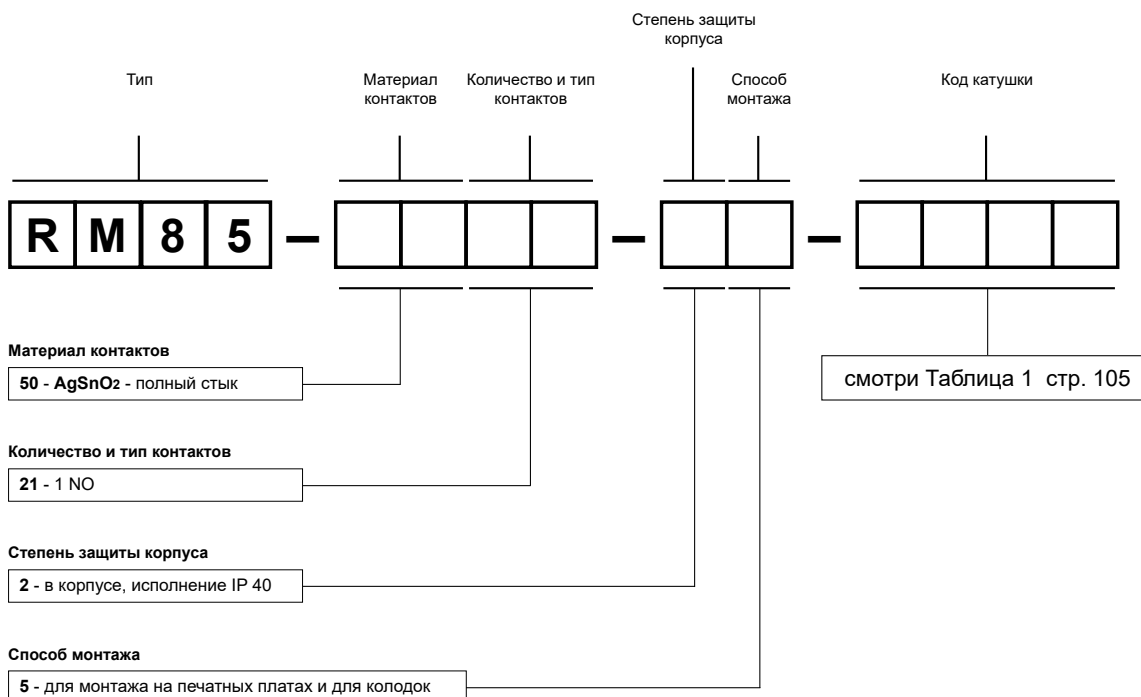 Степень защиты
корпуса
Тип
Материал
контактов
Количество и тип
контактов
Способ
монтажа
Код катушки
RM85 – – –
Материал контактов
50 - AgSnO2 - полный стык
смотри Таблица 1 стр. 105
Количество и тип контактов
21 - 1 NO
Степень защиты корпуса
2 - в корпусе, исполнение IP 40
Способ монтажа
5 - для монтажа на печатных платах и для колодок